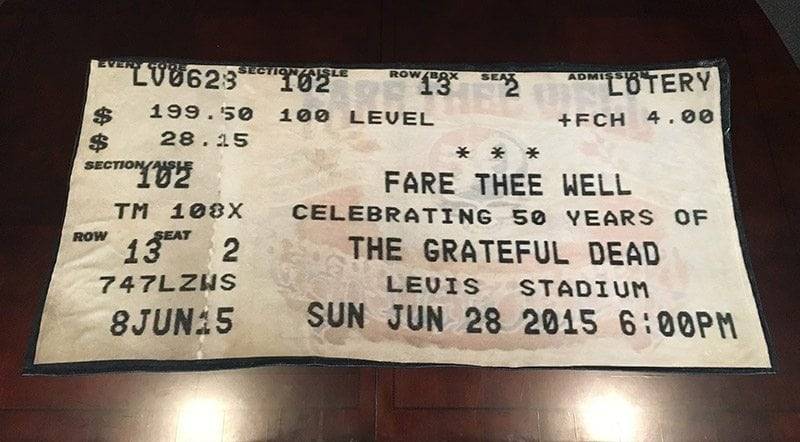 EVENT CODE SECTION/AISLE ROW/BOX SEAT ADMISSION
LV0628 102 13 2 LOTERY
$ 199.50 100 LEVEL +FCH 4.00
$ 28.15
* * *
SECTION/AISLE
102 FARE THEE WELL
TM 108X CELEBRATING 50 YEARS OF
ROW SEAT
13 2 THE GRATEFUL DEAD
747LZWS LEVIS STADIUM
8JUN15 SUN JUN 28 2015 6:00PM